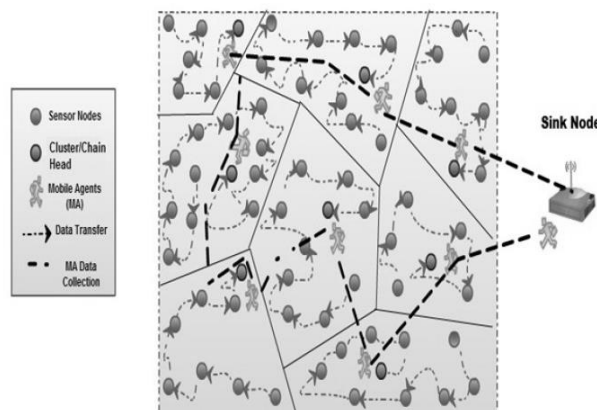 Sensor Nodes
Cluster/Chain
Head
Mobile Agents
(MA)
Data Transfer
MA Data
Collection
Sink Node